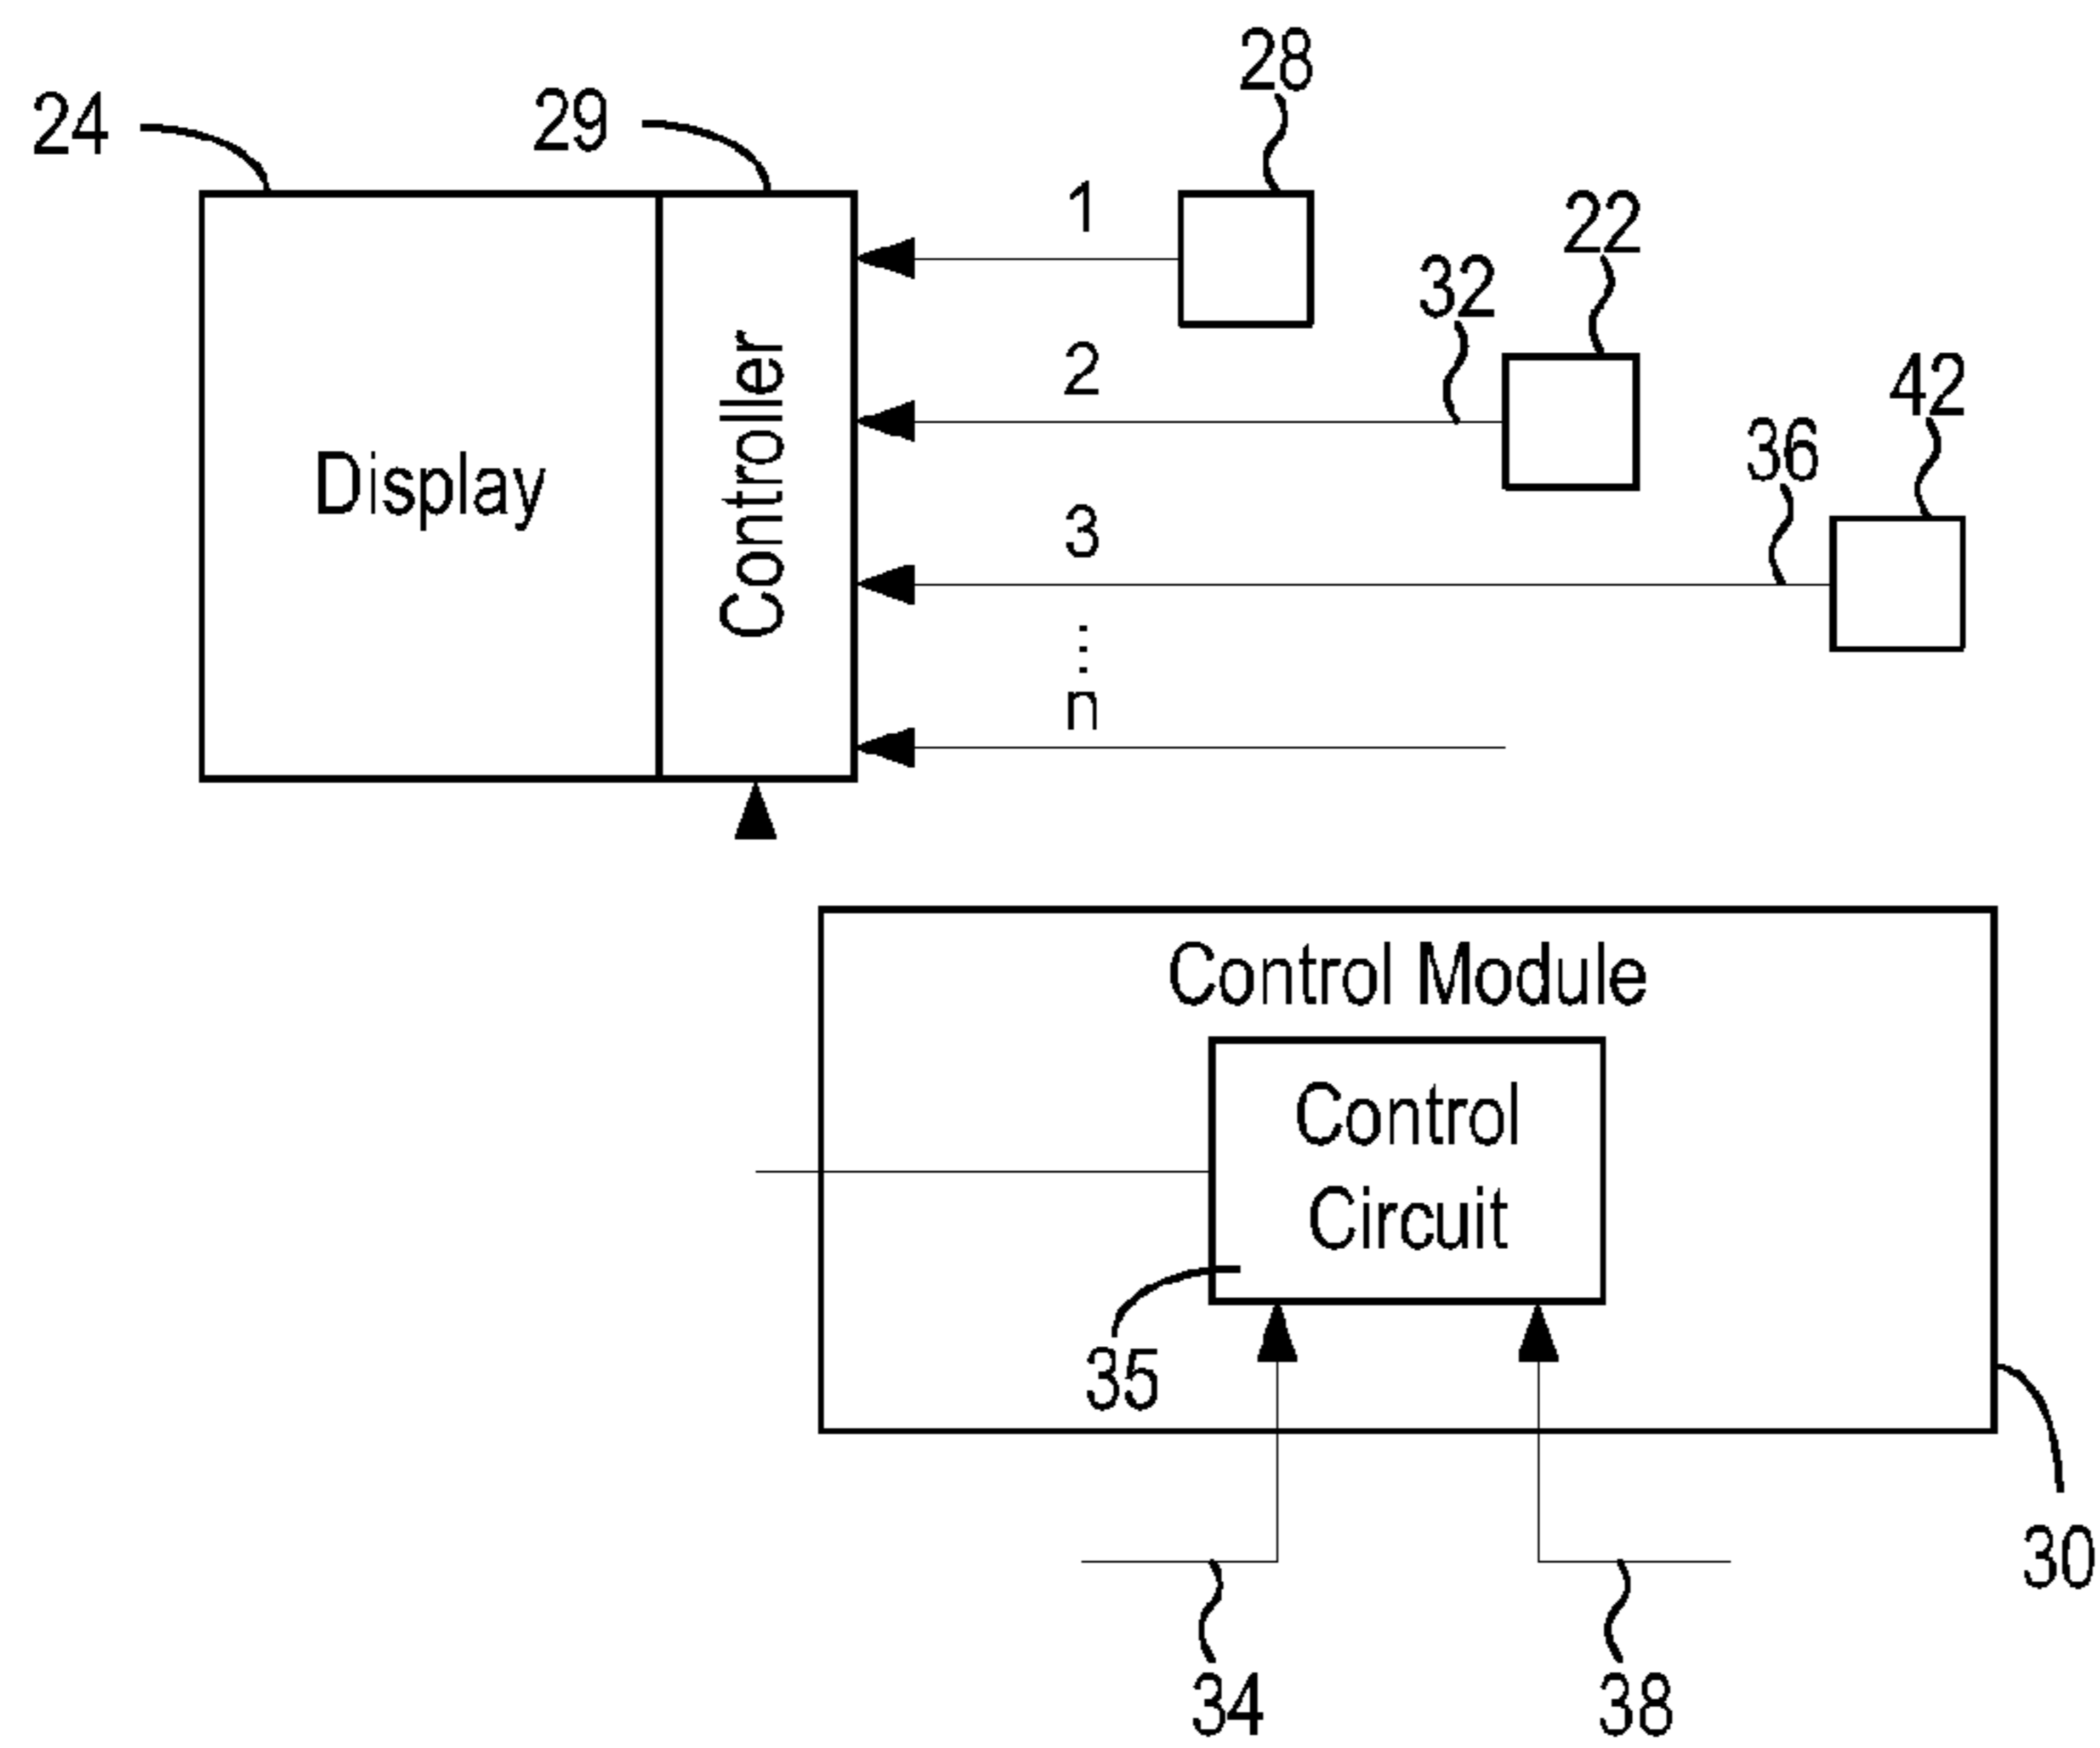 28
24
29
1
22
32
2
42
36
Display
Controller
3
⋮
n
Control Module
Control
Circuit
35
30
34
38